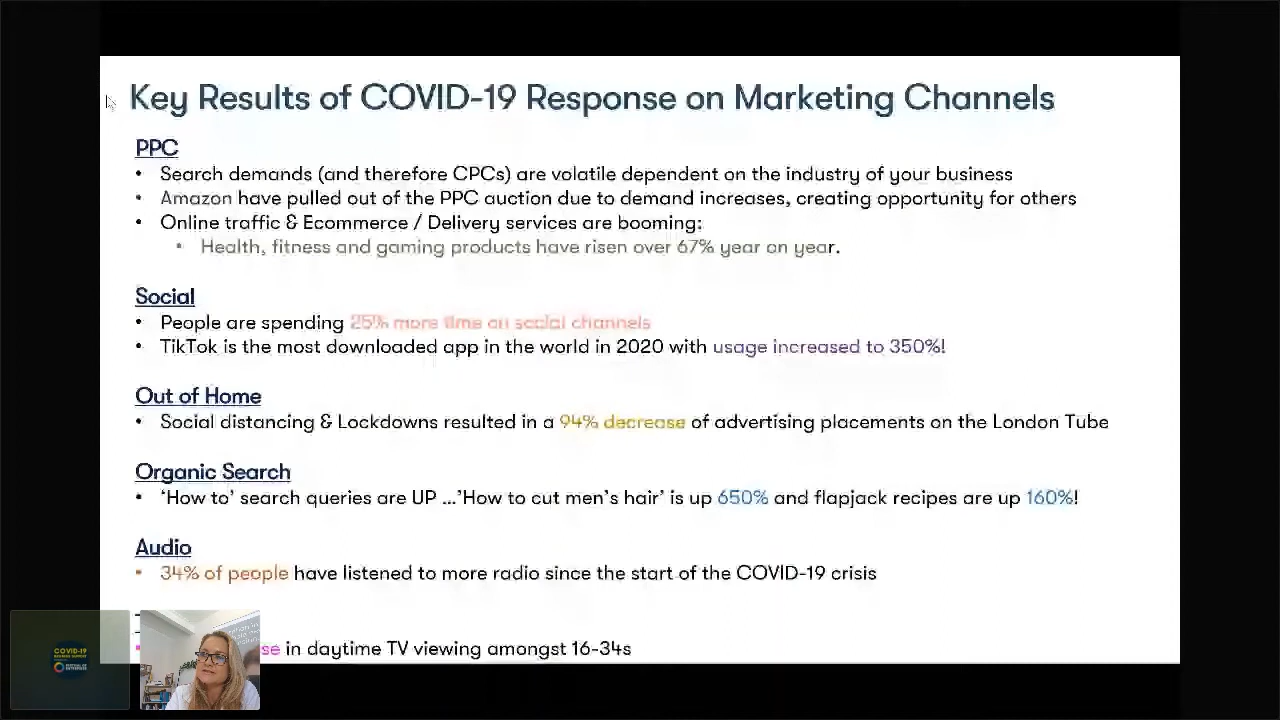 Key Results of COVID-19 Response on Marketing Channels
PPC
• Search demands (and therefore CPCs) are volatile dependent on the industry of your business
• Amazon have pulled out of the PPC auction due to demand increases, creating opportunity for others
• Online traffic & Ecommerce / Delivery services are booming:
• Health, fitness and gaming products have risen over 67% year on year.
Social
• People are spending 25% more time on social channels
• TikTok is the most downloaded app in the world in 2020 with usage increased to 350%!
Out of Home
• Social distancing & Lockdowns resulted in a 94% decrease of advertising placements on the London Tube
Organic Search
• ‘How to’ search queries are UP ...’How to cut men’s hair’ is up 650% and flapjack recipes are up 160%!
Audio
• 34% of people have listened to more radio since the start of the COVID-19 crisis
in daytime TV viewing amongst 16-34s
COVID-19